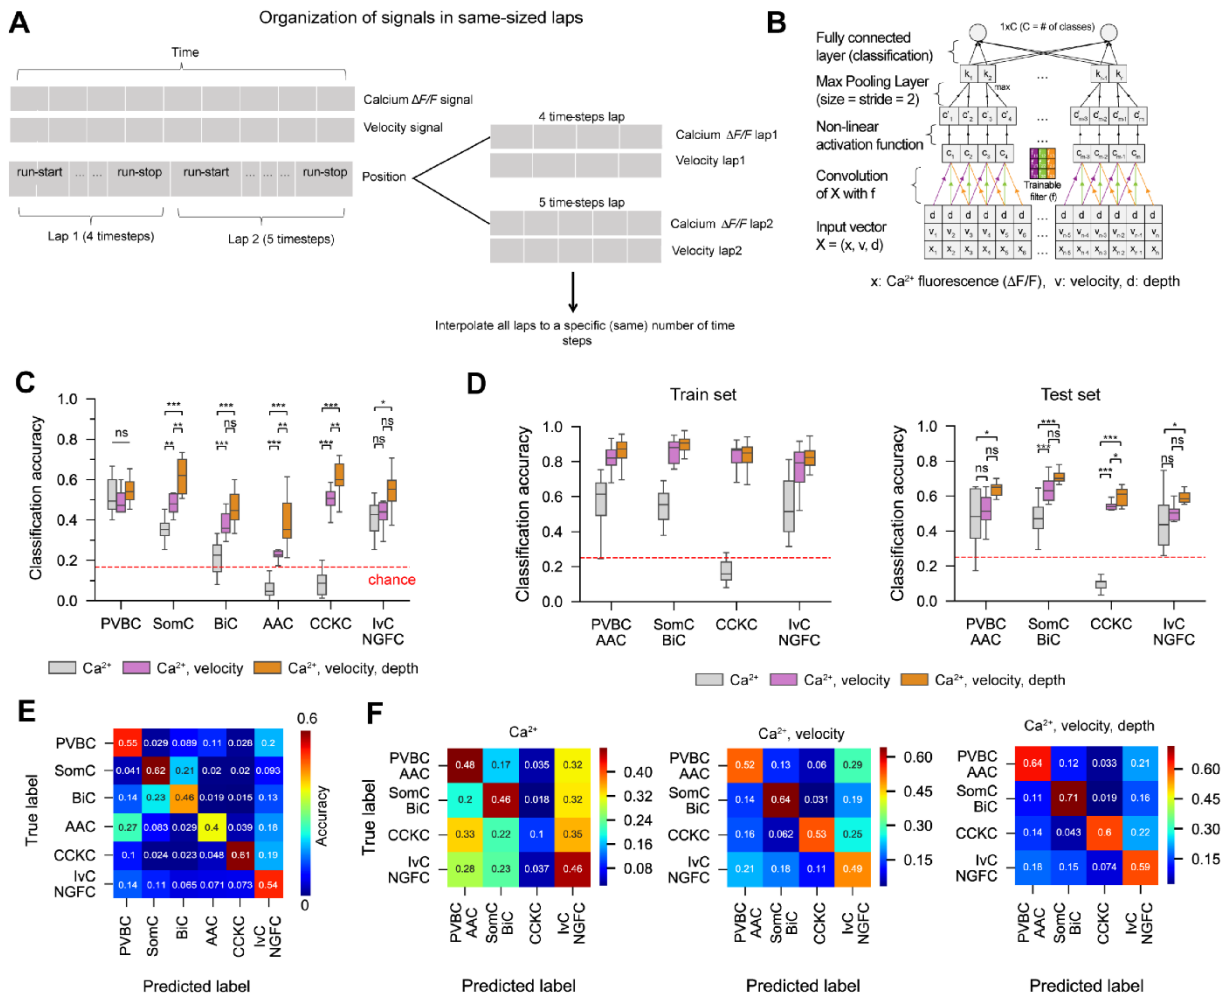 A
Organization of signals in same-sized laps
Time
Calcium ΔF/F signal
Velocity signal
run-start ... ... run-stop run-start ... ... ... run-stop
Position
Lap 1 (4 timesteps)
Lap 2 (5 timesteps)
4 time-steps lap
Calcium ΔF/F lap1
Velocity lap1
5 time-steps lap
Calcium ΔF/F lap2
Velocity lap2
Interpolate all laps to a specific (same) number of time
steps
B
1xC (C = # of classes)
Fully connected
layer (classification)
Max Pooling Layer
(size = stride = 2)
max
Non-linear
activation function
Convolution
of X with f
Trainable
filter (f)
Input vector
X = (x, v, d)
x: Ca²⁺ fluorescence (ΔF/F), v: velocity, d: depth
C
Classification accuracy
1.0
0.8
0.6
0.4
0.2
0.0
ns
*** ** **
*** ns ***
*** ** ***
*** ** ***
* ns ns
chance
PVBC SomC BiC AAC CCKC IvC
NGFC
Ca²⁺ Ca²⁺, velocity Ca²⁺, velocity, depth
D
Train set
Classification accuracy
1.0
0.8
0.6
0.4
0.2
0.0
PVBC SomC CCKC IvC
AAC BiC NGFC
Test set
Classification accuracy
1.0
0.8
0.6
0.4
0.2
0.0
* ns ns
*** ns ***
*** * ***
* ns ns
PVBC SomC CCKC IvC
AAC BiC NGFC
Ca²⁺ Ca²⁺, velocity Ca²⁺, velocity, depth
E
True label
PVBC 0.55 0.029 0.089 0.11 0.028 0.2
SomC 0.041 0.62 0.21 0.02 0.02 0.093
BiC 0.14 0.23 0.46 0.019 0.015 0.13
AAC 0.27 0.083 0.029 0.4 0.039 0.18
CCKC 0.1 0.024 0.023 0.048 0.61 0.19
IvC
NGFC 0.14 0.11 0.065 0.071 0.073 0.54
PVBC SomC BiC AAC CCKC IvC NGFC
Predicted label
0.6
Accuracy
0
F
Ca²⁺
True label
PVBC
AAC 0.48 0.17 0.035 0.32
SomC
BiC 0.2 0.46 0.018 0.32
CCKC 0.33 0.22 0.1 0.35
IvC
NGFC 0.28 0.23 0.037 0.46
PVBC AAC SomC BiC CCKC IvC NGFC
Predicted label
0.40
0.32
0.24
0.16
0.08
Ca²⁺, velocity
PVBC
AAC 0.52 0.13 0.06 0.29
SomC
BiC 0.14 0.64 0.031 0.19
CCKC 0.16 0.062 0.53 0.25
IvC
NGFC 0.21 0.18 0.11 0.49
PVBC AAC SomC BiC CCKC IvC NGFC
Predicted label
0.60
0.45
0.30
0.15
Ca²⁺, velocity, depth
PVBC
AAC 0.64 0.12 0.033 0.21
SomC
BiC 0.11 0.71 0.019 0.16
CCKC 0.14 0.043 0.6 0.22
IvC
NGFC 0.18 0.15 0.074 0.59
PVBC AAC SomC BiC CCKC IvC NGFC
Predicted label
0.60
0.45
0.30
0.15